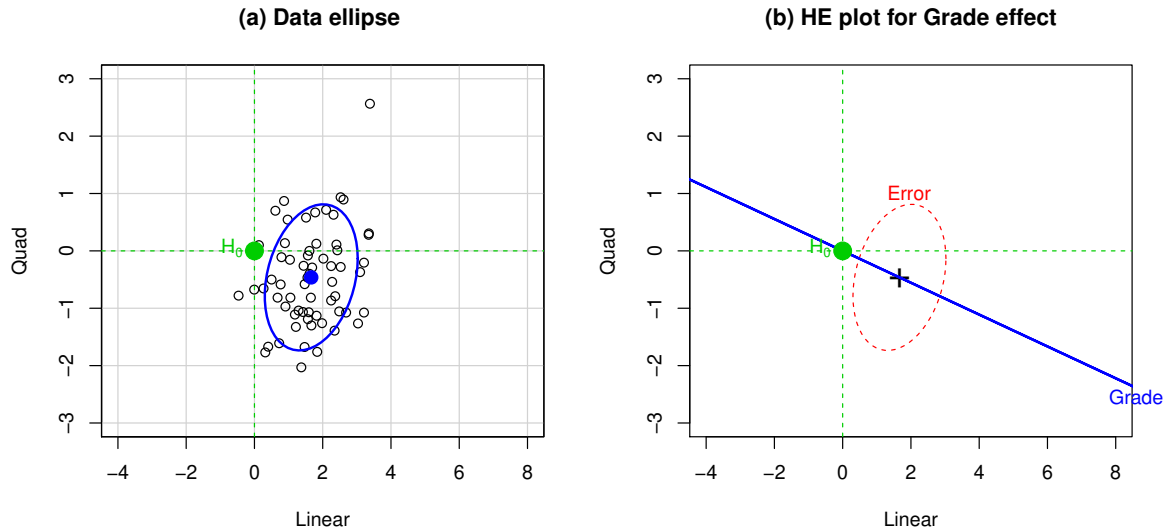 (a) Data ellipse
3
2
1
0
−1
−2
−3
Quad
H₀
−4 −2 0 2 4 6 8
Linear
(b) HE plot for Grade effect
3
2
1
0
−1
−2
−3
Quad
Error
H₀
Grade
−4 −2 0 2 4 6 8
Linear